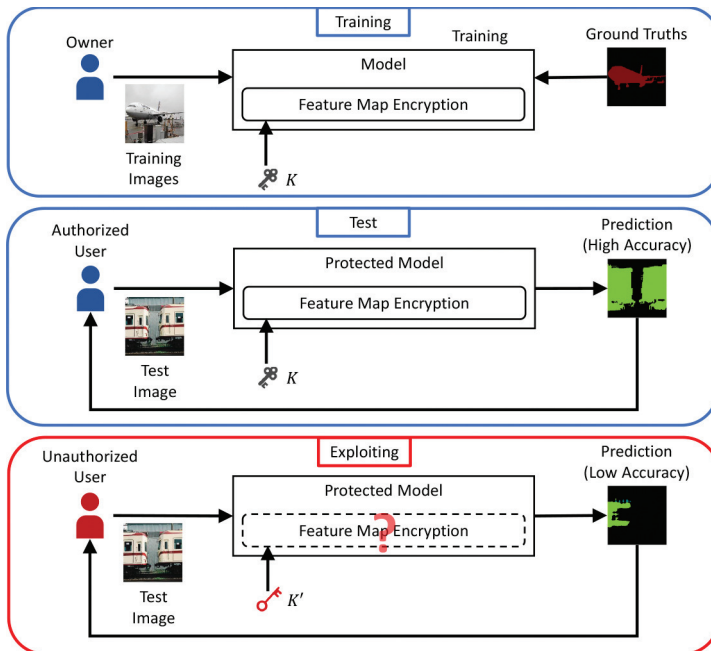 Training
Owner
Training
Ground Truths
Model
Feature Map Encryption
Training
Images
K
Test
Authorized
User
Prediction
(High Accuracy)
Protected Model
Feature Map Encryption
Test
Image
K
Exploiting
Unauthorized
User
Prediction
(Low Accuracy)
Protected Model
Feature Map Encryption
?
Test
Image
K′